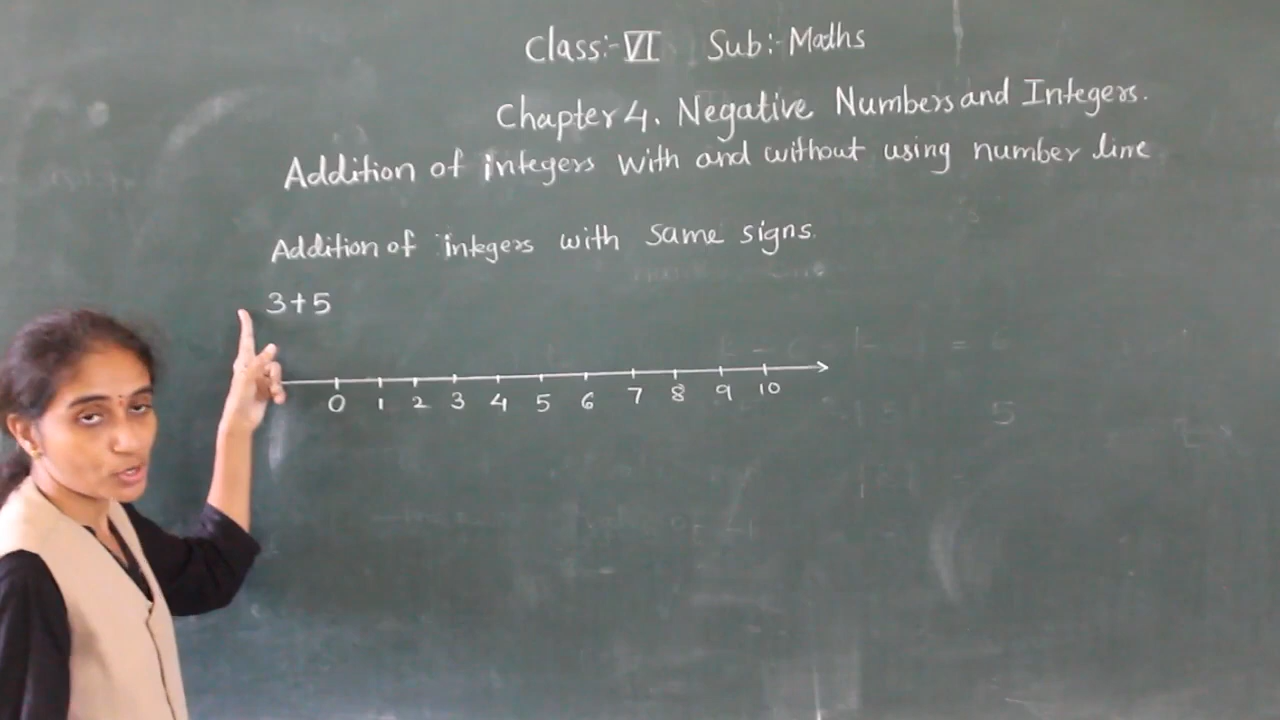 Class:- VI Sub:- Maths
Chapter 4. Negative Numbers and Integers.
Addition of integers with and without using number line
Addition of integers with same signs.
3+5
0 1 2 3 4 5 6 7 8 9 10
5